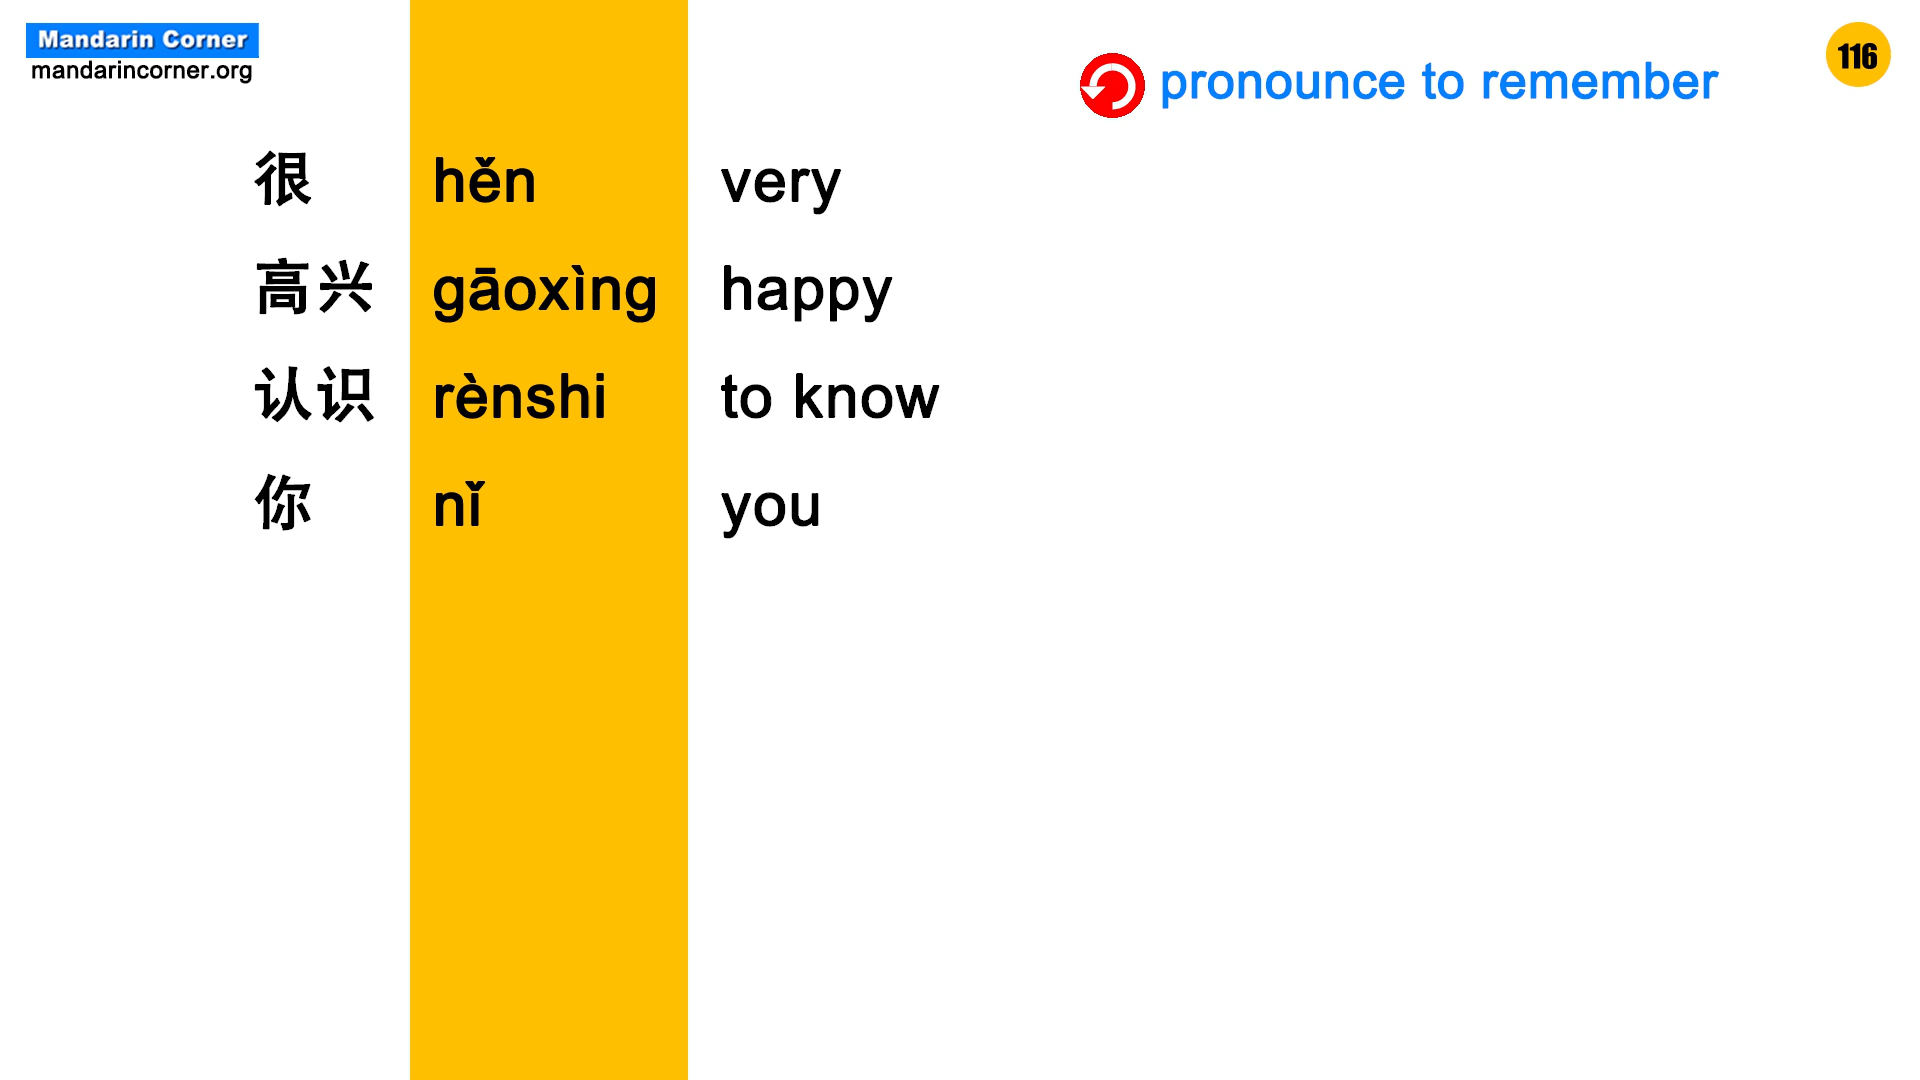 Mandarin Corner
mandarincorner.org
pronounce to remember
116
很 hěn very
高兴 gāoxìng happy
认识 rènshi to know
你 nǐ you